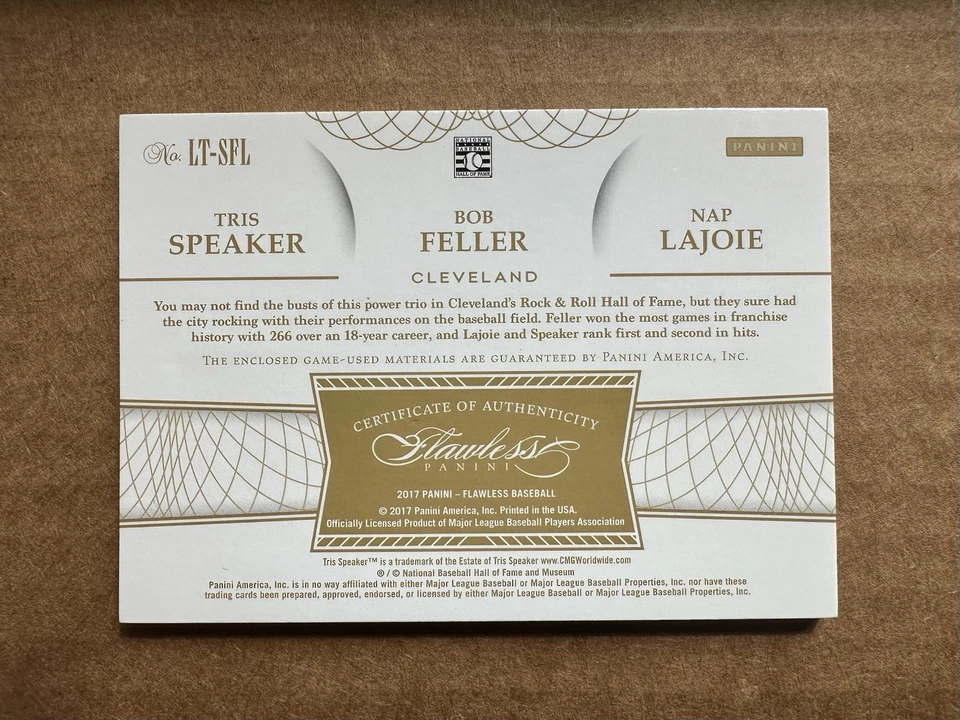 No. LT-SFL
NATIONAL
BASEBALL
HALL OF FAME
PANINI
TRIS
SPEAKER
BOB
FELLER
NAP
LAJOIE
CLEVELAND
You may not find the busts of this power trio in Cleveland's Rock & Roll Hall of Fame, but they sure had
the city rocking with their performances on the baseball field. Feller won the most games in franchise
history with 266 over an 18-year career, and Lajoie and Speaker rank first and second in hits.
The enclosed game-used materials are guaranteed by Panini America, Inc.
CERTIFICATE OF AUTHENTICITY
Flawless
PANINI
2017 PANINI – FLAWLESS BASEBALL
© 2017 Panini America, Inc. Printed in the USA.
Officially Licensed Product of Major League Baseball Players Association
Tris Speaker™ is a trademark of the Estate of Tris Speaker www.CMGWorldwide.com
® / © National Baseball Hall of Fame and Museum
Panini America, Inc. is in no way affiliated with either Major League Baseball or Major League Baseball Properties, Inc. nor have these
trading cards been prepared, approved, endorsed, or licensed by either Major League Baseball or Major League Baseball Properties, Inc.